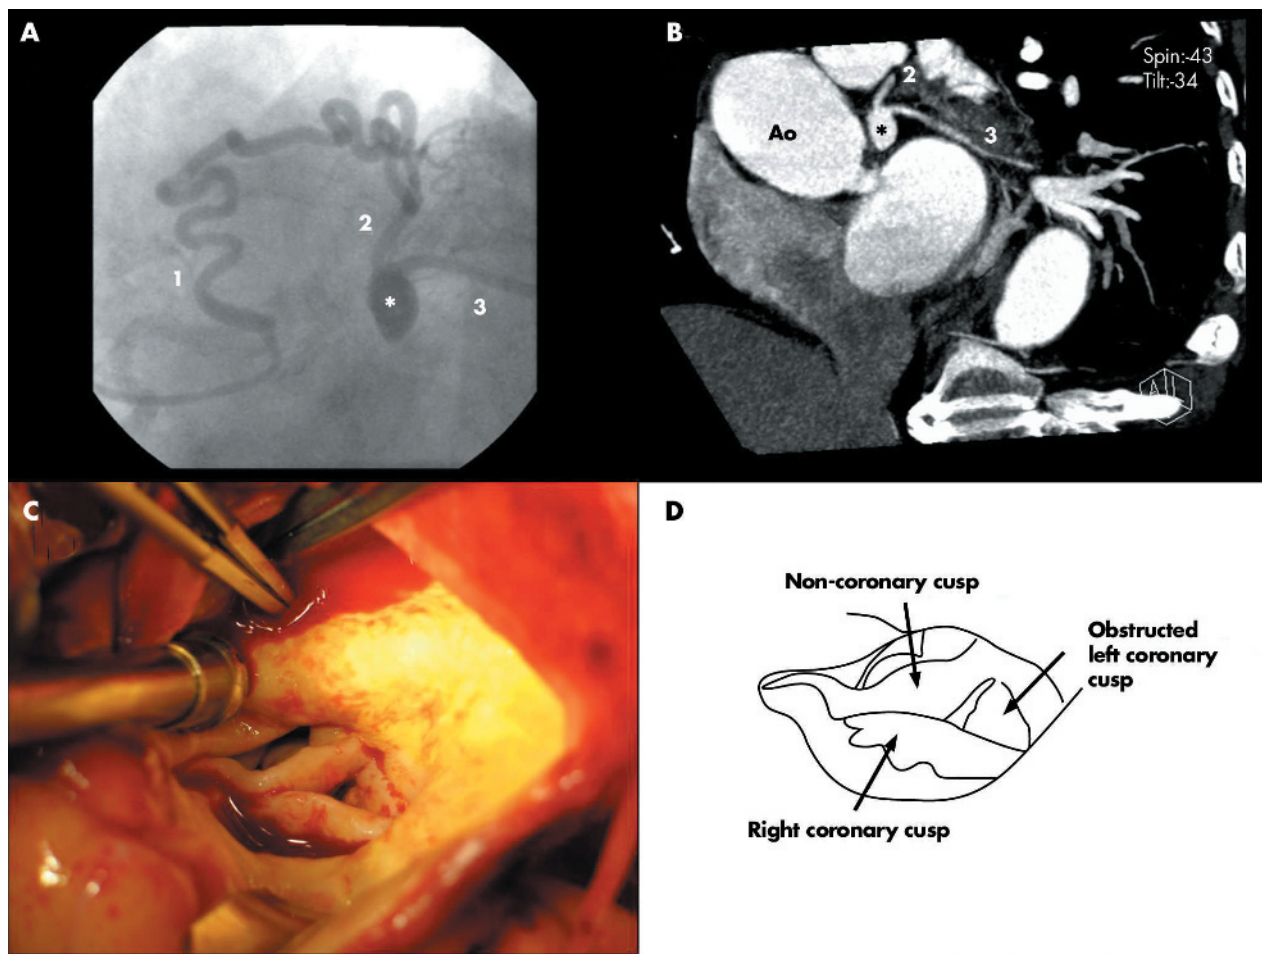 A
1
2
*
3
B
Spin:-43
Tilt:-34
2
Ao
*
3
C
D
Non-coronary cusp
Obstructed
left coronary
cusp
Right coronary cusp